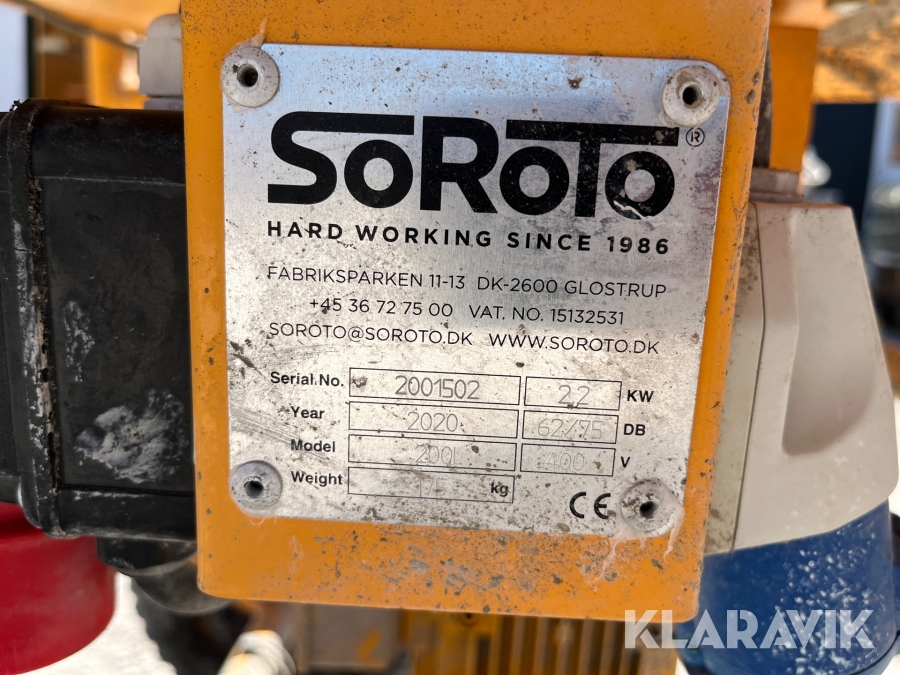 SoRoTo®
HARD WORKING SINCE 1986
FABRIKSPARKEN 11-13 DK-2600 GLOSTRUP
+45 36 72 75 00 VAT. NO. 15132531
SOROTO@SOROTO.DK WWW.SOROTO.DK
Serial No. 2001502 2.2 KW
Year 2020 62/75 DB
Model 200L 400 V
Weight kg
CE
KLARAVIK